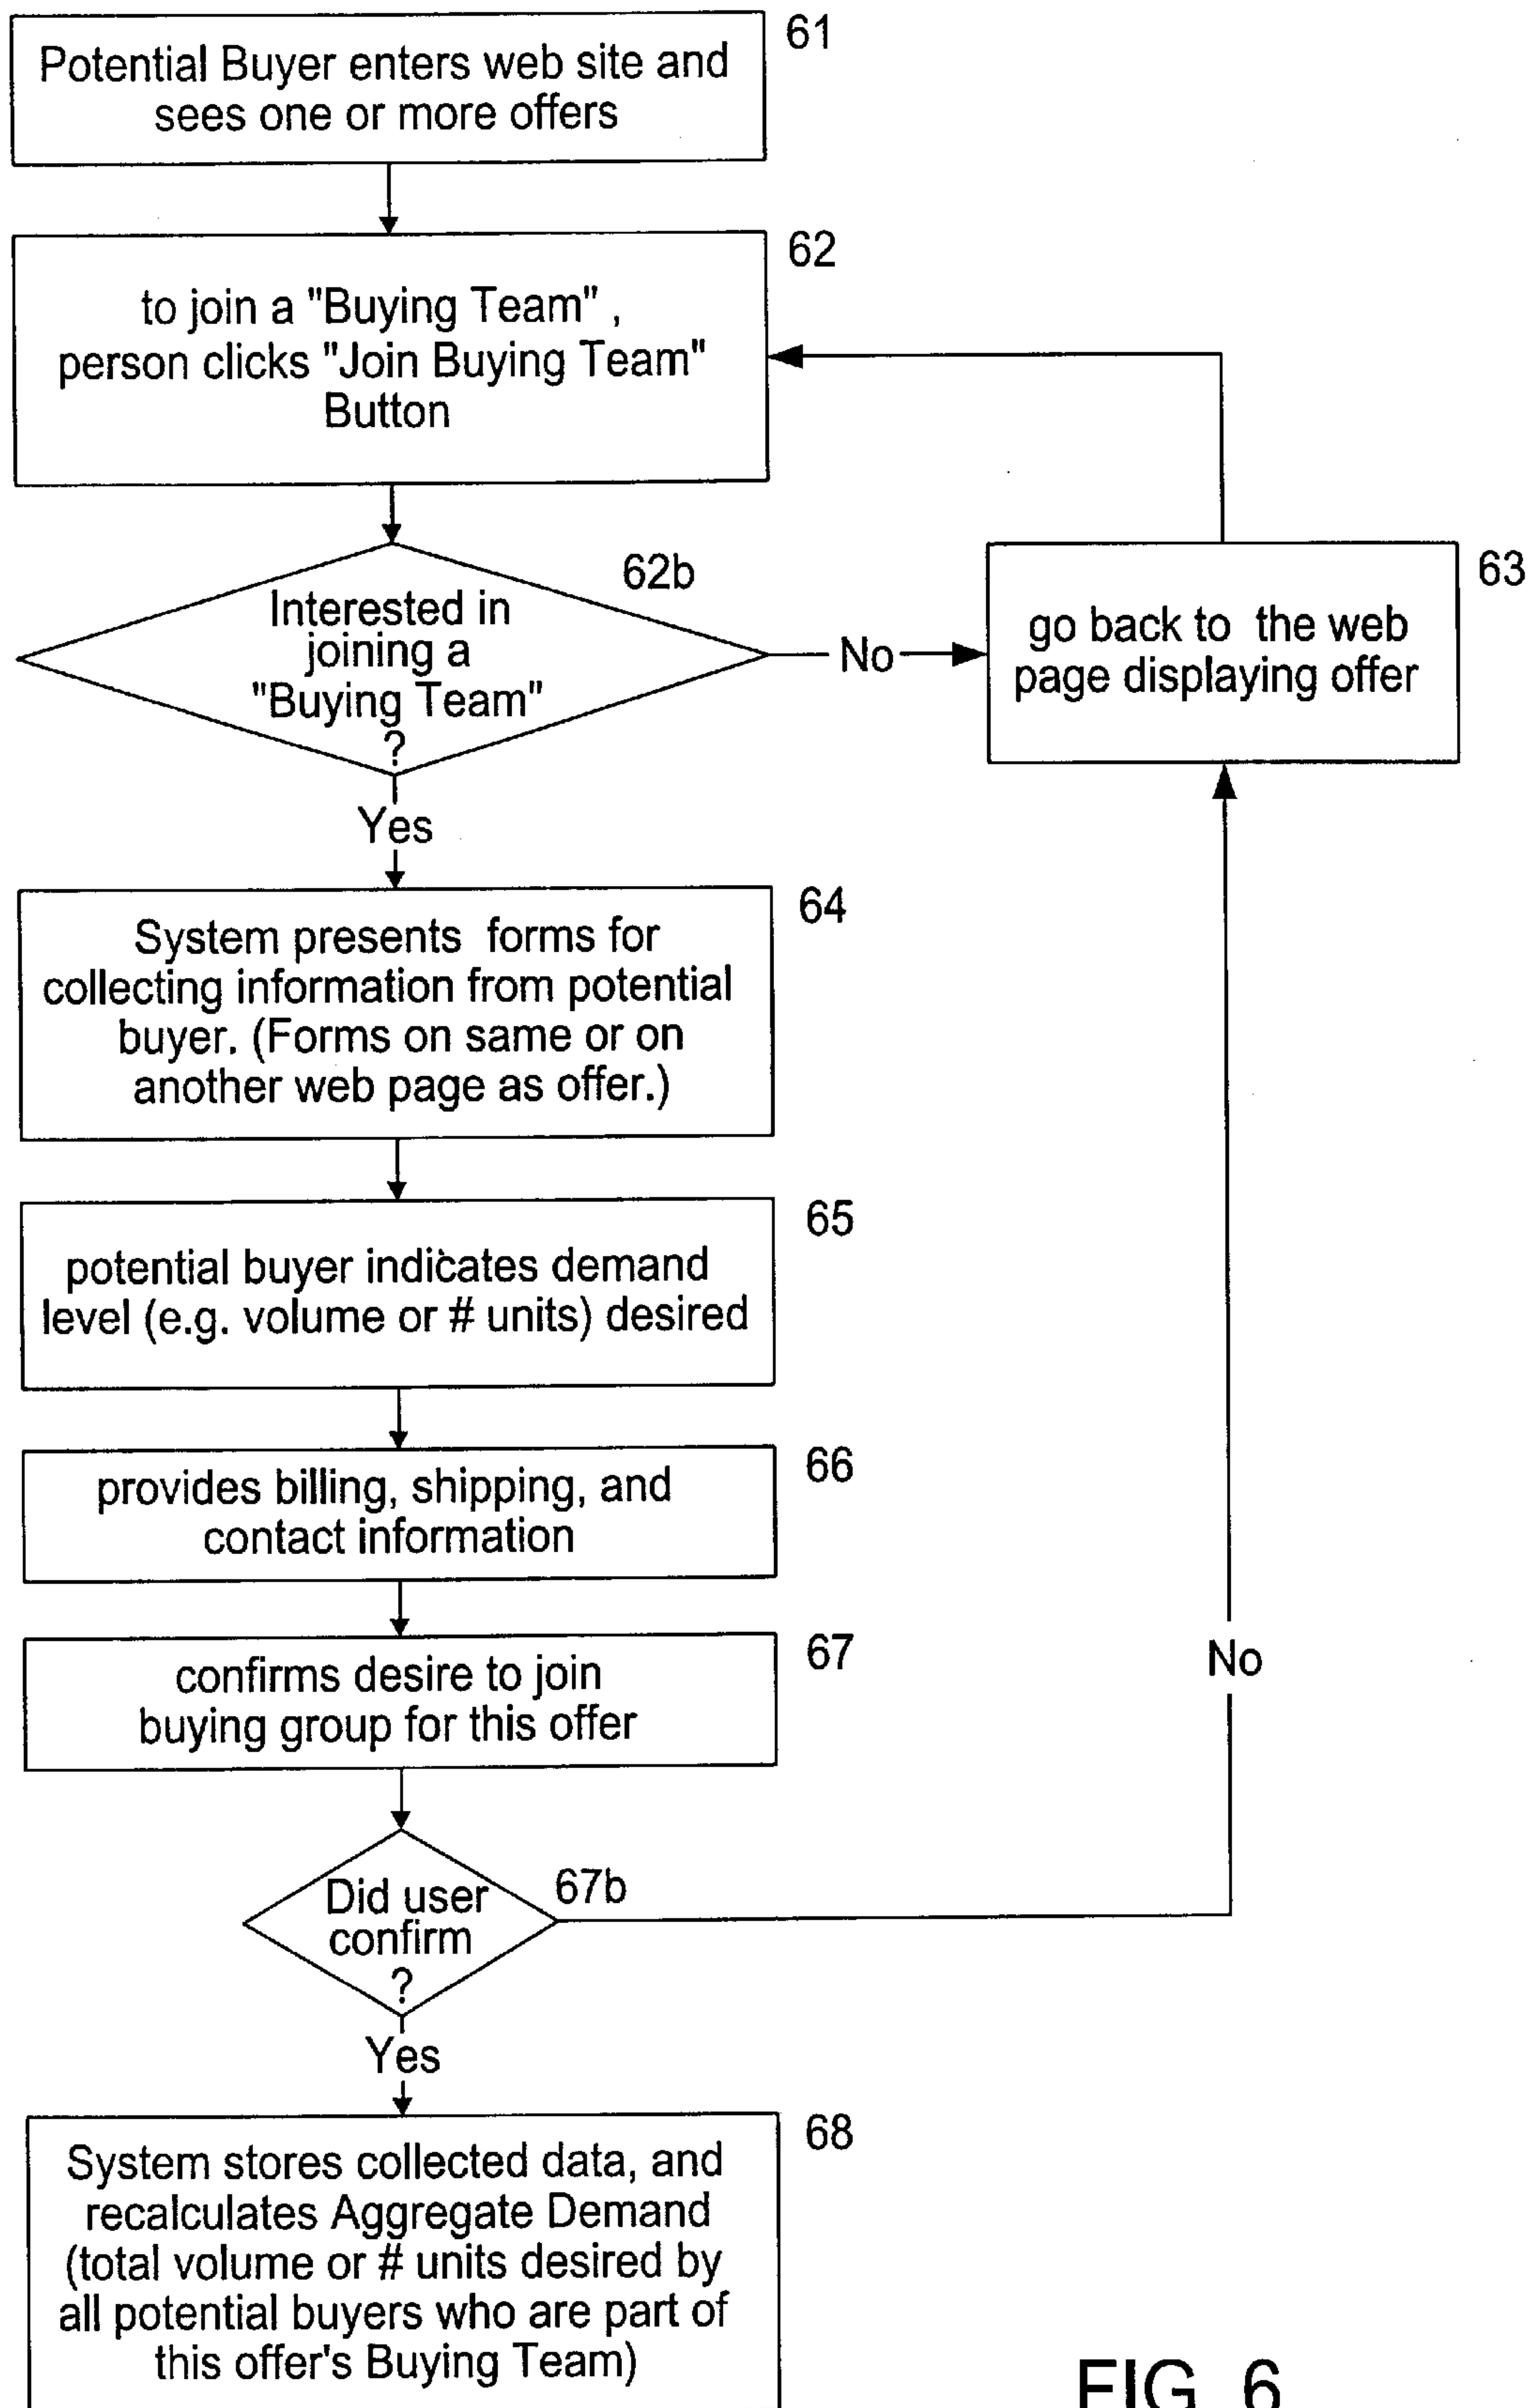 61
Potential Buyer enters web site and
sees one or more offers
62
to join a "Buying Team" ,
person clicks "Join Buying Team"
Button
62b
Interested in
joining a
"Buying Team"
?
No
63
go back to the web
page displaying offer
Yes
64
System presents forms for
collecting information from potential
buyer. (Forms on same or on
another web page as offer.)
65
potential buyer indicates demand
level (e.g. volume or # units) desired
66
provides billing, shipping, and
contact information
67
confirms desire to join
buying group for this offer
No
67b
Did user
confirm
?
Yes
68
System stores collected data, and
recalculates Aggregate Demand
(total volume or # units desired by
all potential buyers who are part of
this offer's Buying Team)
FIG. 6